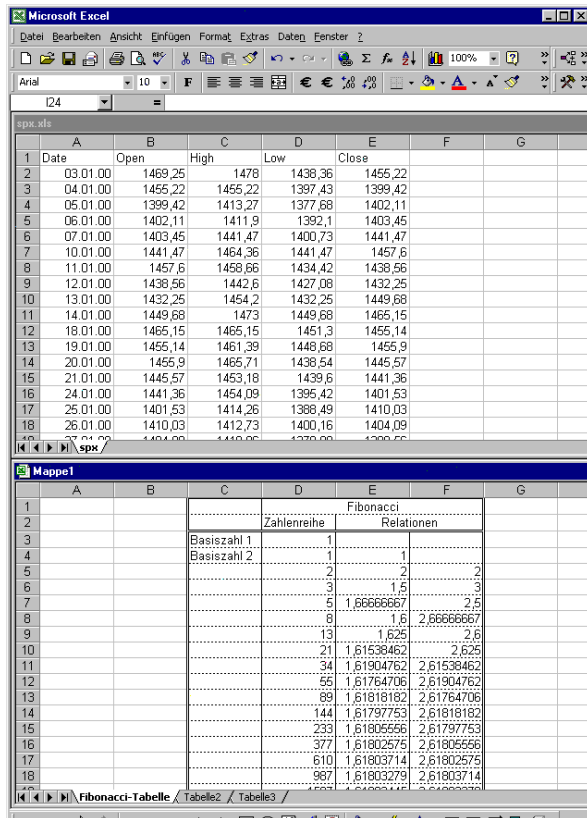 Microsoft Excel
Datei Bearbeiten Ansicht Einfügen Format Extras Daten Fenster ?
100%
Arial 10 F
I24 =
spx.xls
A B C D E F G
1 Date Open High Low Close
2 03.01.00 1469,25 1478 1438,36 1455,22
3 04.01.00 1455,22 1455,22 1397,43 1399,42
4 05.01.00 1399,42 1413,27 1377,68 1402,11
5 06.01.00 1402,11 1411,9 1392,1 1403,45
6 07.01.00 1403,45 1441,47 1400,73 1441,47
7 10.01.00 1441,47 1464,36 1441,47 1457,6
8 11.01.00 1457,6 1458,66 1434,42 1438,56
9 12.01.00 1438,56 1442,6 1427,08 1432,25
10 13.01.00 1432,25 1454,2 1432,25 1449,68
11 14.01.00 1449,68 1473 1449,68 1465,15
12 18.01.00 1465,15 1465,15 1451,3 1455,14
13 19.01.00 1455,14 1461,39 1448,68 1455,9
14 20.01.00 1455,9 1465,71 1438,54 1445,57
15 21.01.00 1445,57 1453,18 1439,6 1441,36
16 24.01.00 1441,36 1454,09 1395,42 1401,53
17 25.01.00 1401,53 1414,26 1388,49 1410,03
18 26.01.00 1410,03 1412,73 1400,16 1404,09
spx
Mappe1
A B C D E F G
1 Fibonacci
2 Zahlenreihe Relationen
3 Basiszahl 1 1
4 Basiszahl 2 1 1
5 2 2 2
6 3 1,5 3
7 5 1,66666667 2,5
8 8 1,6 2,66666667
9 13 1,625 2,6
10 21 1,61538462 2,625
11 34 1,61904762 2,61538462
12 55 1,61764706 2,61904762
13 89 1,61818182 2,61764706
14 144 1,61797753 2,61818182
15 233 1,61805556 2,61797753
16 377 1,61802575 2,61805556
17 610 1,61803714 2,61802575
18 987 1,61803279 2,61803714
Fibonacci-Tabelle Tabelle2 Tabelle3